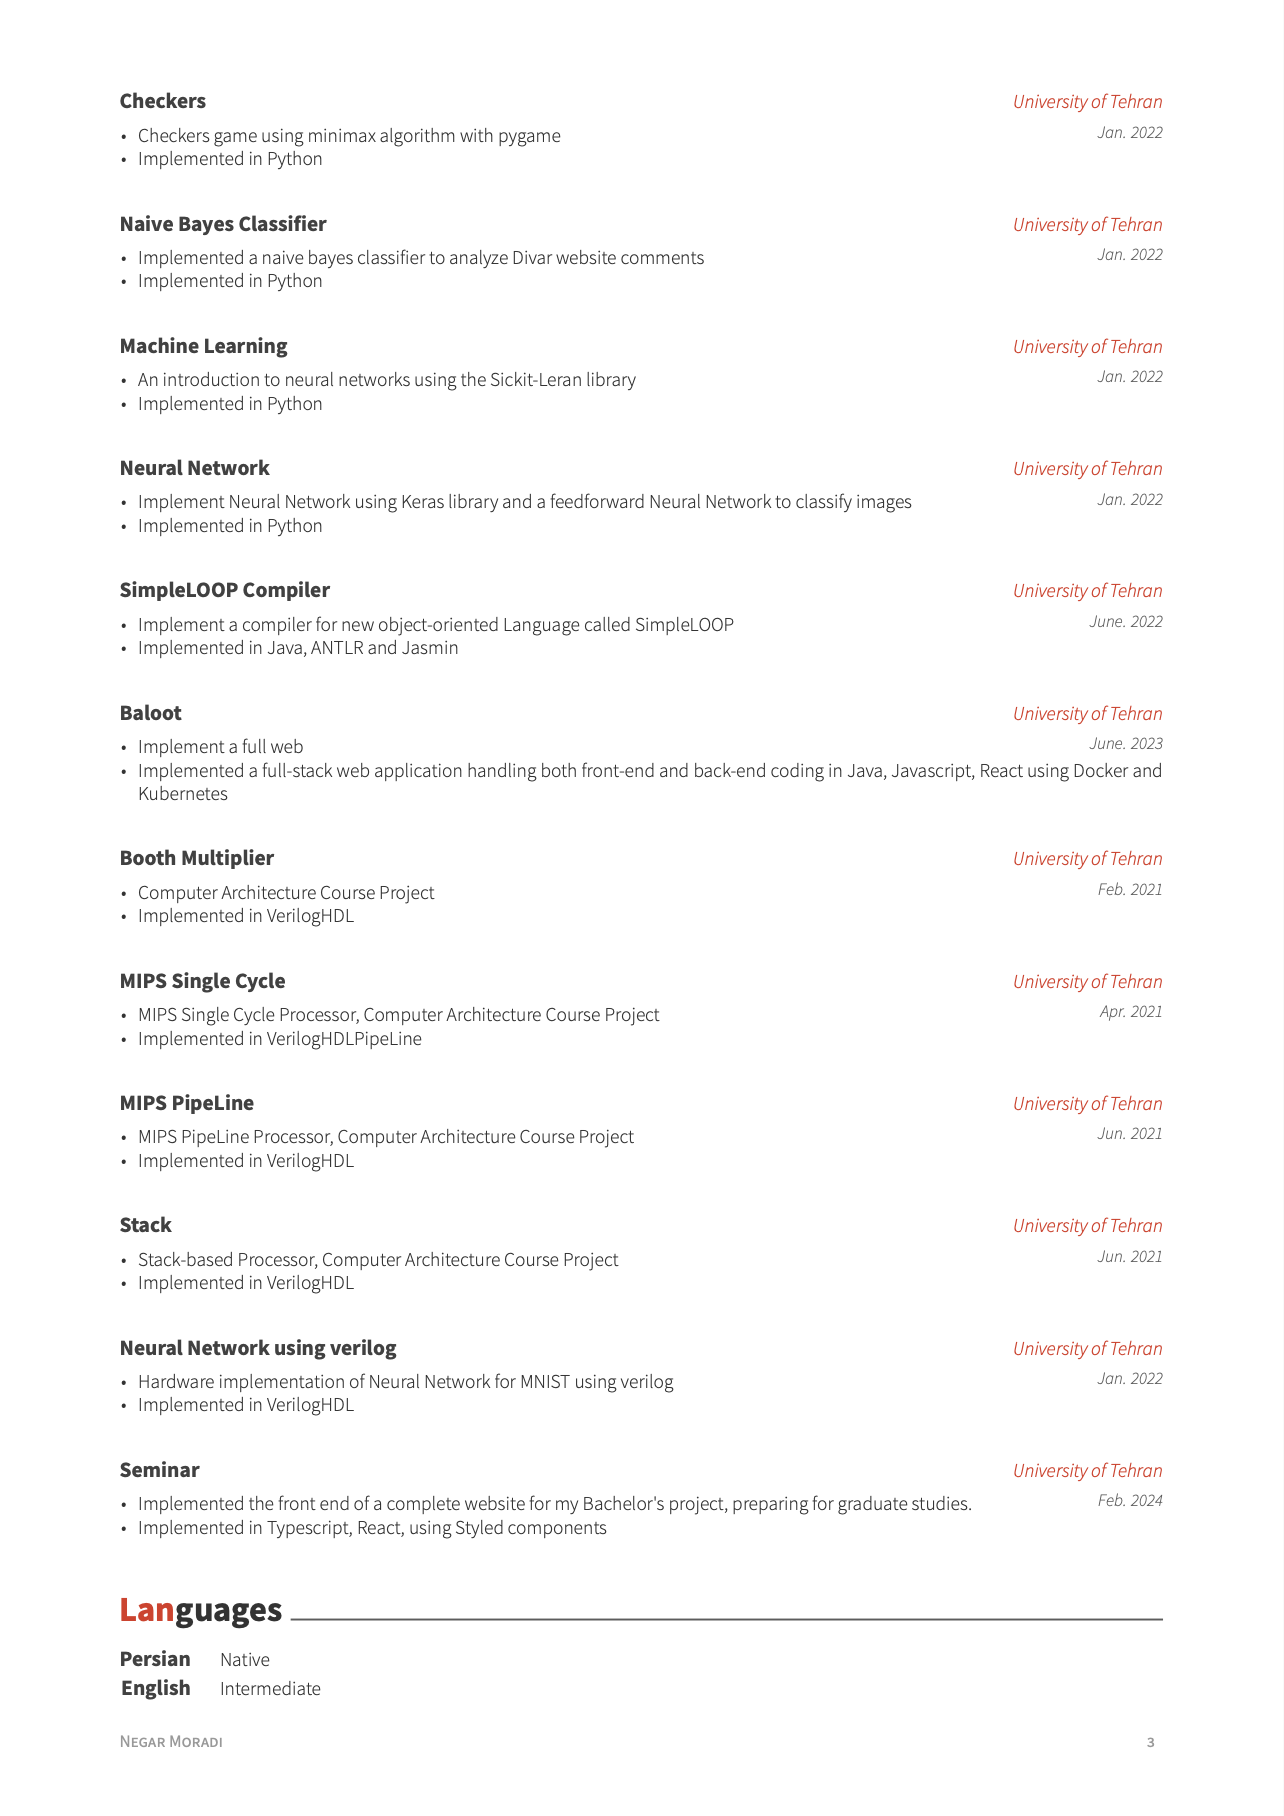 Checkers University of Tehran
• Checkers game using minimax algorithm with pygame Jan. 2022
• Implemented in Python
Naive Bayes Classifier University of Tehran
• Implemented a naive bayes classifier to analyze Divar website comments Jan. 2022
• Implemented in Python
Machine Learning University of Tehran
• An introduction to neural networks using the Sickit-Leran library Jan. 2022
• Implemented in Python
Neural Network University of Tehran
• Implement Neural Network using Keras library and a feedforward Neural Network to classify images Jan. 2022
• Implemented in Python
SimpleLOOP Compiler University of Tehran
• Implement a compiler for new object-oriented Language called SimpleLOOP June. 2022
• Implemented in Java, ANTLR and Jasmin
Baloot University of Tehran
• Implement a full web June. 2023
• Implemented a full-stack web application handling both front-end and back-end coding in Java, Javascript, React using Docker and
Kubernetes
Booth Multiplier University of Tehran
• Computer Architecture Course Project Feb. 2021
• Implemented in VerilogHDL
MIPS Single Cycle University of Tehran
• MIPS Single Cycle Processor, Computer Architecture Course Project Apr. 2021
• Implemented in VerilogHDLPipeLine
MIPS PipeLine University of Tehran
• MIPS PipeLine Processor, Computer Architecture Course Project Jun. 2021
• Implemented in VerilogHDL
Stack University of Tehran
• Stack-based Processor, Computer Architecture Course Project Jun. 2021
• Implemented in VerilogHDL
Neural Network using verilog University of Tehran
• Hardware implementation of Neural Network for MNIST using verilog Jan. 2022
• Implemented in VerilogHDL
Seminar University of Tehran
• Implemented the front end of a complete website for my Bachelor's project, preparing for graduate studies. Feb. 2024
• Implemented in Typescript, React, using Styled components
Languages
Persian Native
English Intermediate
Negar Moradi 3